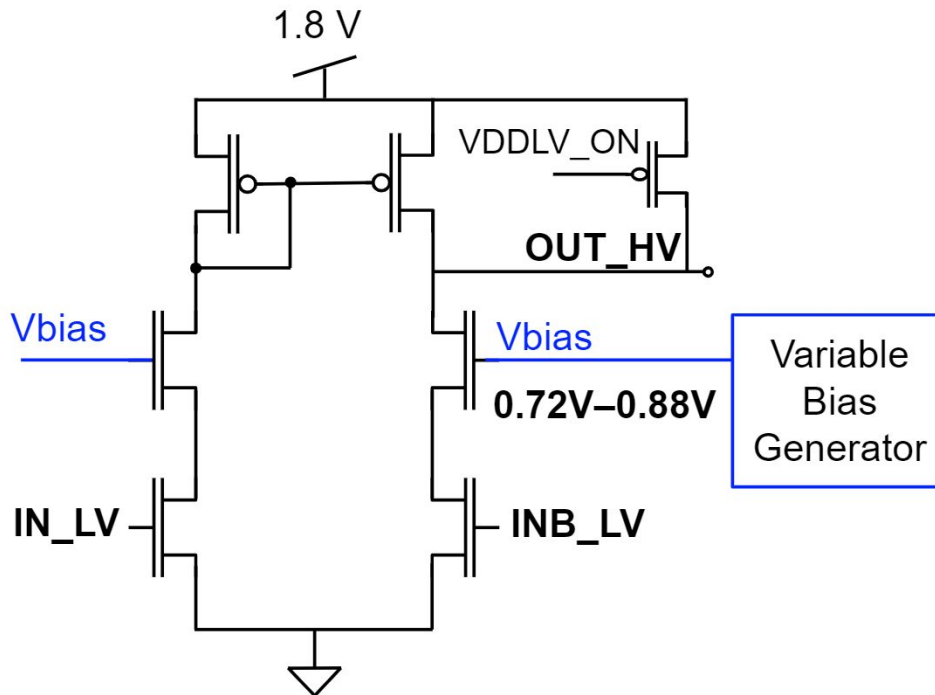 1.8 V
VDDLV_ON
OUT_HV
Vbias
Vbias
0.72V–0.88V
Variable
Bias
Generator
IN_LV
INB_LV